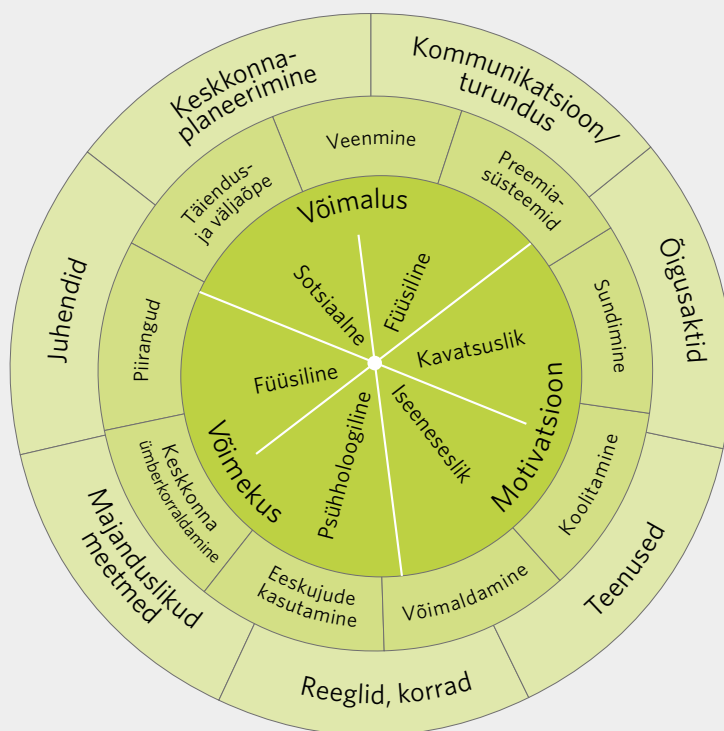 Keskkonna-
planeerimine
Kommunikatsioon/
turundus
Õigusaktid
Teenused
Reeglid, korrad
Majanduslikud
meetmed
Juhendid
Veenmine
Preemia-
süsteemid
Sundimine
Koolitamine
Võimaldamine
Eeskujude
kasutamine
Keskkonna
ümberkorraldamine
Piirangud
Täiendus-
ja väljaõpe
Võimalus
Sotsiaalne
Füüsiline
Motivatsioon
Kavatsuslik
Iseeneseslik
Võimekus
Füüsiline
Psühholoogiline